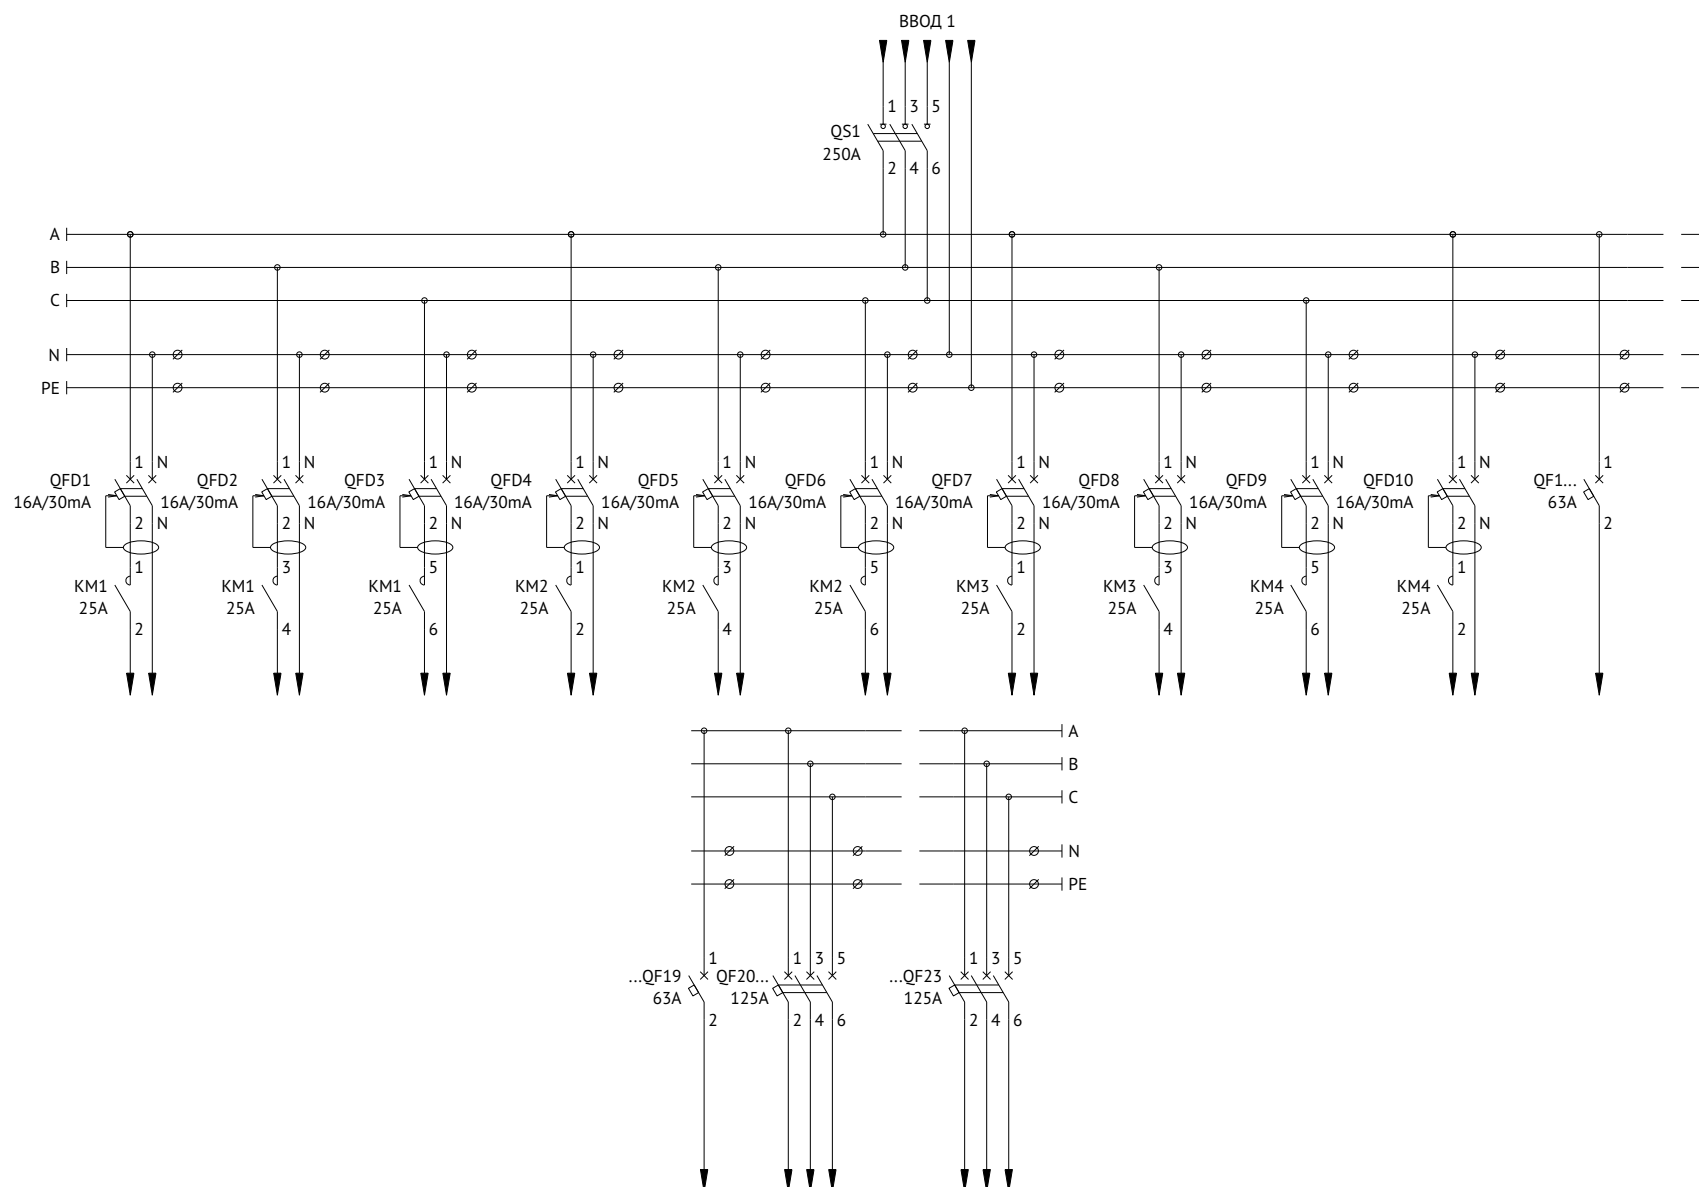 ВВОД 1
1 3 5
QS1
250A
2 4 6
A
B
C
N
PE
1 N 1 N 1 N 1 N 1 N 1 N 1 N 1 N 1 N 1 N 1
QFD1 QFD2 QFD3 QFD4 QFD5 QFD6 QFD7 QFD8 QFD9 QFD10 QF1...
16A/30mA 16A/30mA 16A/30mA 16A/30mA 16A/30mA 16A/30mA 16A/30mA 16A/30mA 16A/30mA 16A/30mA 63A
2 N 2 N 2 N 2 N 2 N 2 N 2 N 2 N 2 N 2 N 2
1 3 5 1 3 5 1 3 5 1
KM1 KM1 KM1 KM2 KM2 KM2 KM3 KM3 KM4 KM4
25A 25A 25A 25A 25A 25A 25A 25A 25A 25A
2 4 6 2 4 6 2 4 6 2
A
B
C
N
PE
1 1 3 5 1 3 5
...QF19 QF20... ...QF23
63A 125A 125A
2 2 4 6 2 4 6